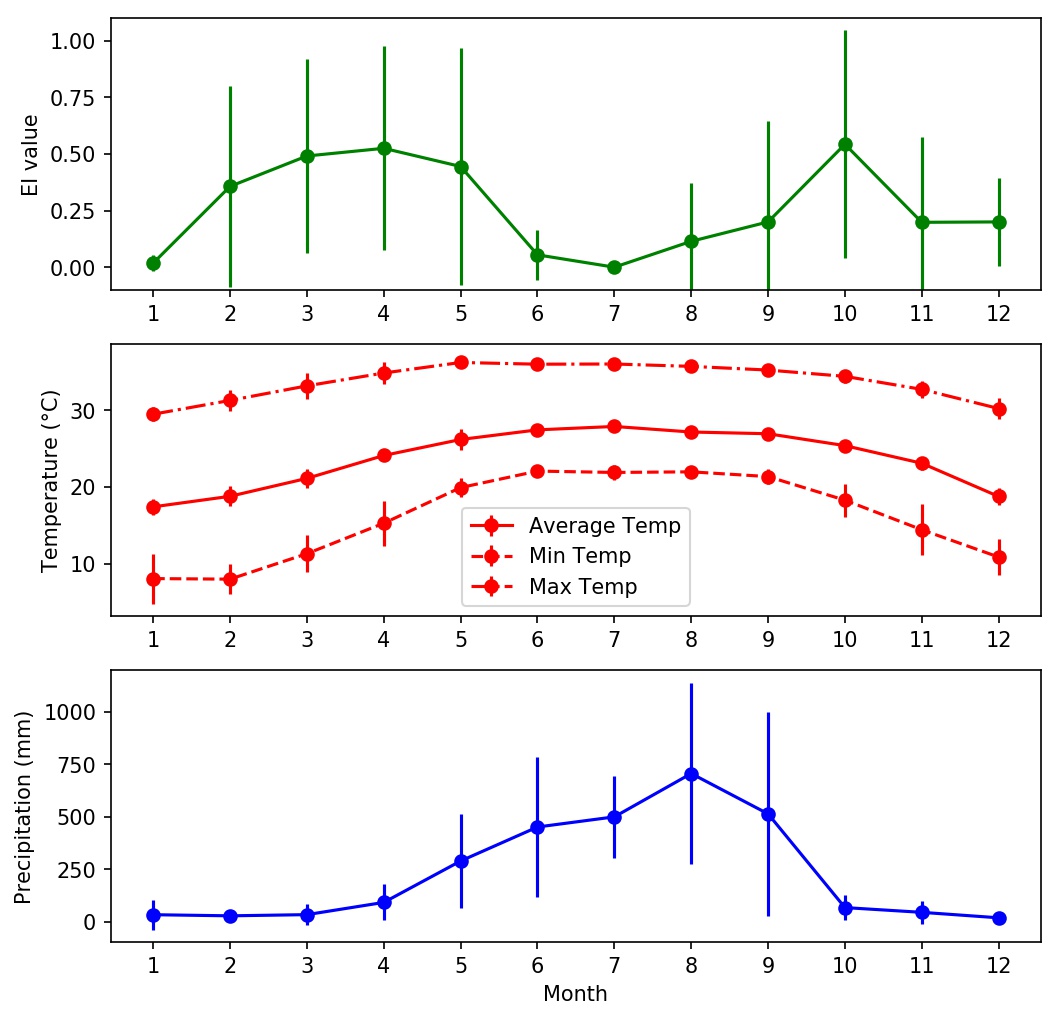 EI value
1.00
0.75
0.50
0.25
0.00
1 2 3 4 5 6 7 8 9 10 11 12
Temperature (°C)
30
20
10
Average Temp
Min Temp
Max Temp
1 2 3 4 5 6 7 8 9 10 11 12
Precipitation (mm)
1000
750
500
250
0
1 2 3 4 5 6 7 8 9 10 11 12
Month